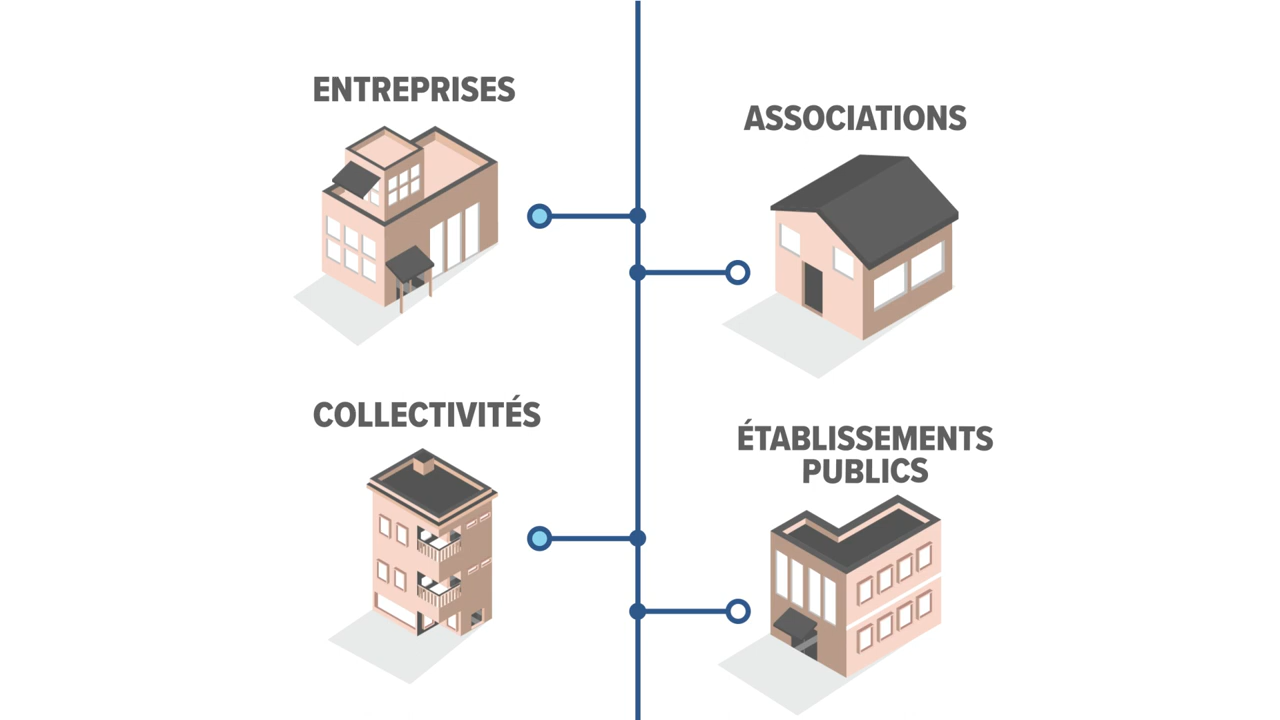 ENTREPRISES
ASSOCIATIONS
COLLECTIVITÉS
ÉTABLISSEMENTS
PUBLICS